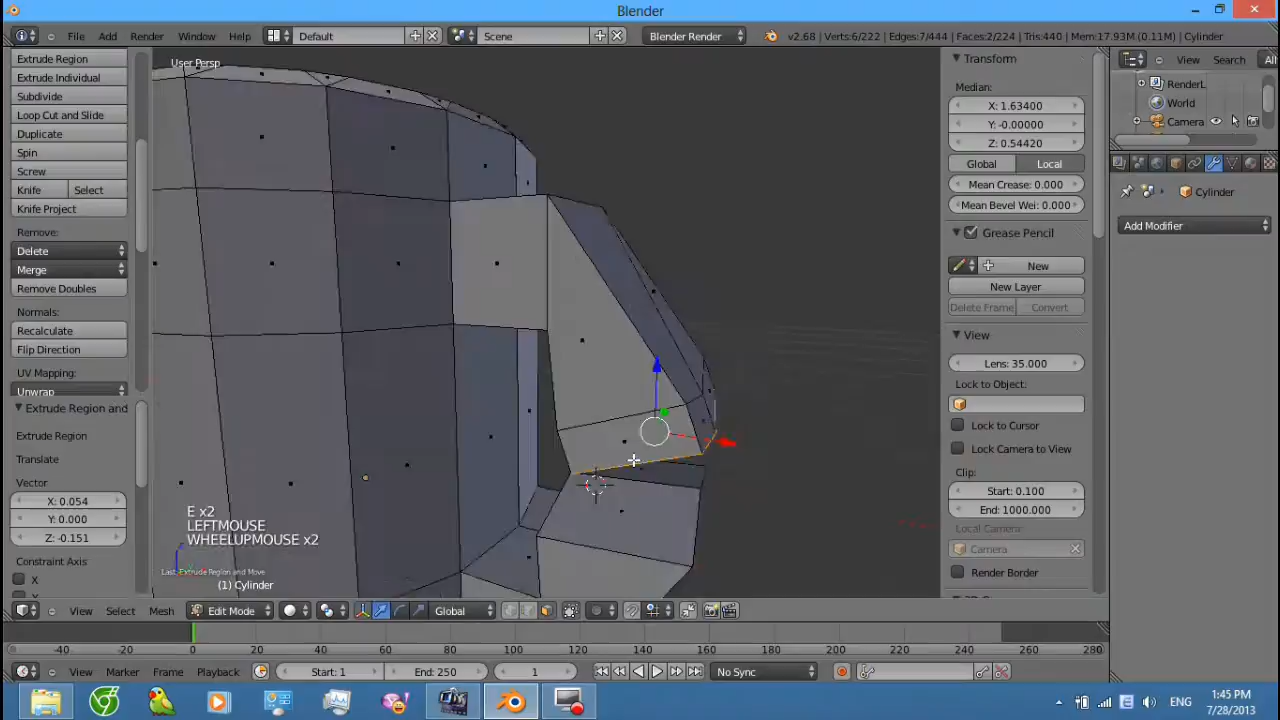 Blender
File Add Render Window Help Default Scene Blender Render v2.68 | Verts:6/222 | Edges:7/444 | Faces:2/224 | Tris:440 | Mem:17.93M (0.11M) | Cylinder
User Persp
Extrude Region
Extrude Individual
Subdivide
Loop Cut and Slide
Duplicate
Spin
Screw
Knife Select
Knife Project
Remove:
Delete
Merge
Remove Doubles
Normals:
Recalculate
Flip Direction
UV Mapping:
Unwrap
Extrude Region and
Extrude Region
Translate
Vector
X: 0.054
Y: 0.000
Z: -0.151
Constraint Axis
X
E x2
LEFTMOUSE
WHEELUPMOUSE x2
Last: Extrude Region and Move
(1) Cylinder
Transform
Median:
X: 1.63400
Y: -0.00000
Z: 0.54420
Global Local
Mean Crease: 0.000
Mean Bevel Wei: 0.000
Grease Pencil
New
New Layer
Delete Frame Convert
View
Lens: 35.000
Lock to Object:
Lock to Cursor
Lock Camera to View
Clip:
Start: 0.100
End: 1000.000
Local Camera:
Camera
Render Border
View Search All
RenderL
World
Camera
Cylinder
Add Modifier
View Select Mesh Edit Mode Global
-40 -20 0 20 40 60 80 100 120 140 160 180 200 220 240 260 280
View Marker Frame Playback Start: 1 End: 250 1 No Sync
ENG
1:45 PM
7/28/2013